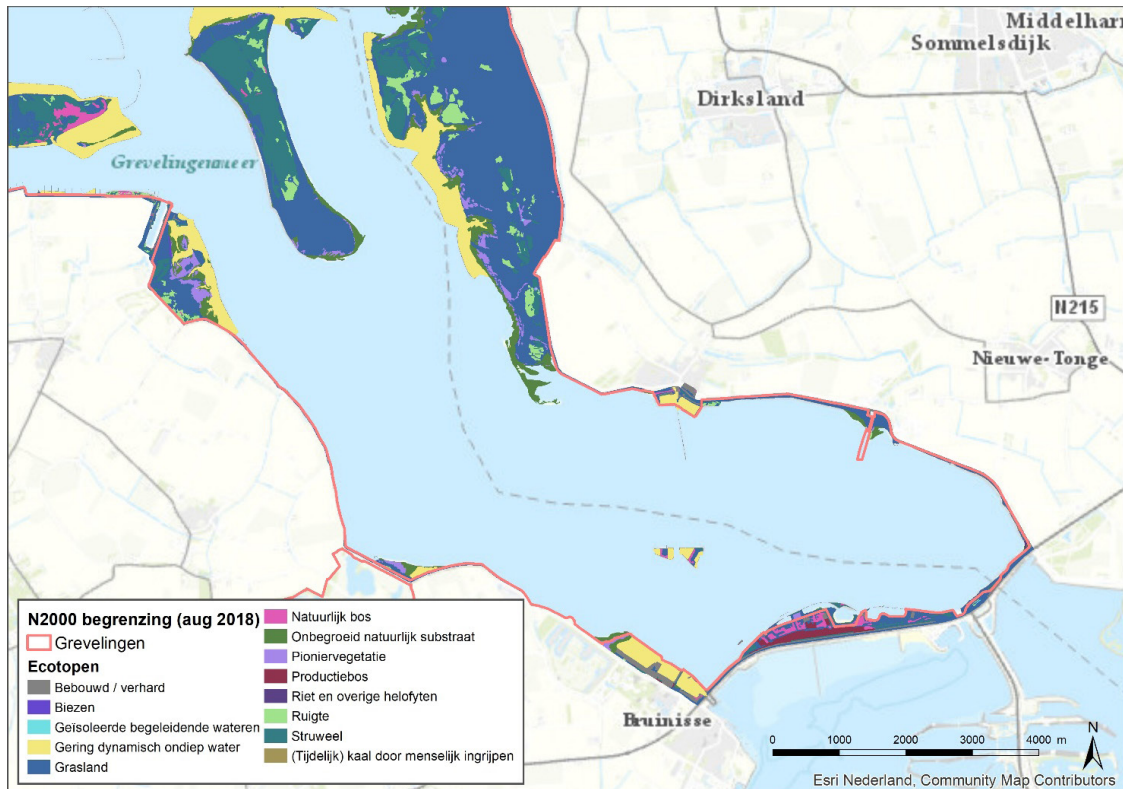 Middelharn
Sommelsdijk
Dirksland
Grevelingenmeer
N215
Nieuwe-Tonge
Bruinisse
N2000 begrenzing (aug 2018)
Grevelingen
Ecotopen
Bebouwd / verhard
Biezen
Geïsoleerde begeleidende wateren
Gering dynamisch ondiep water
Grasland
Natuurlijk bos
Onbegroeid natuurlijk substraat
Pioniervegetatie
Productiebos
Riet en overige helofyten
Ruigte
Struweel
(Tijdelijk) kaal door menselijk ingrijpen
N
0 1000 2000 3000 4000 m
Esri Nederland, Community Map Contributors